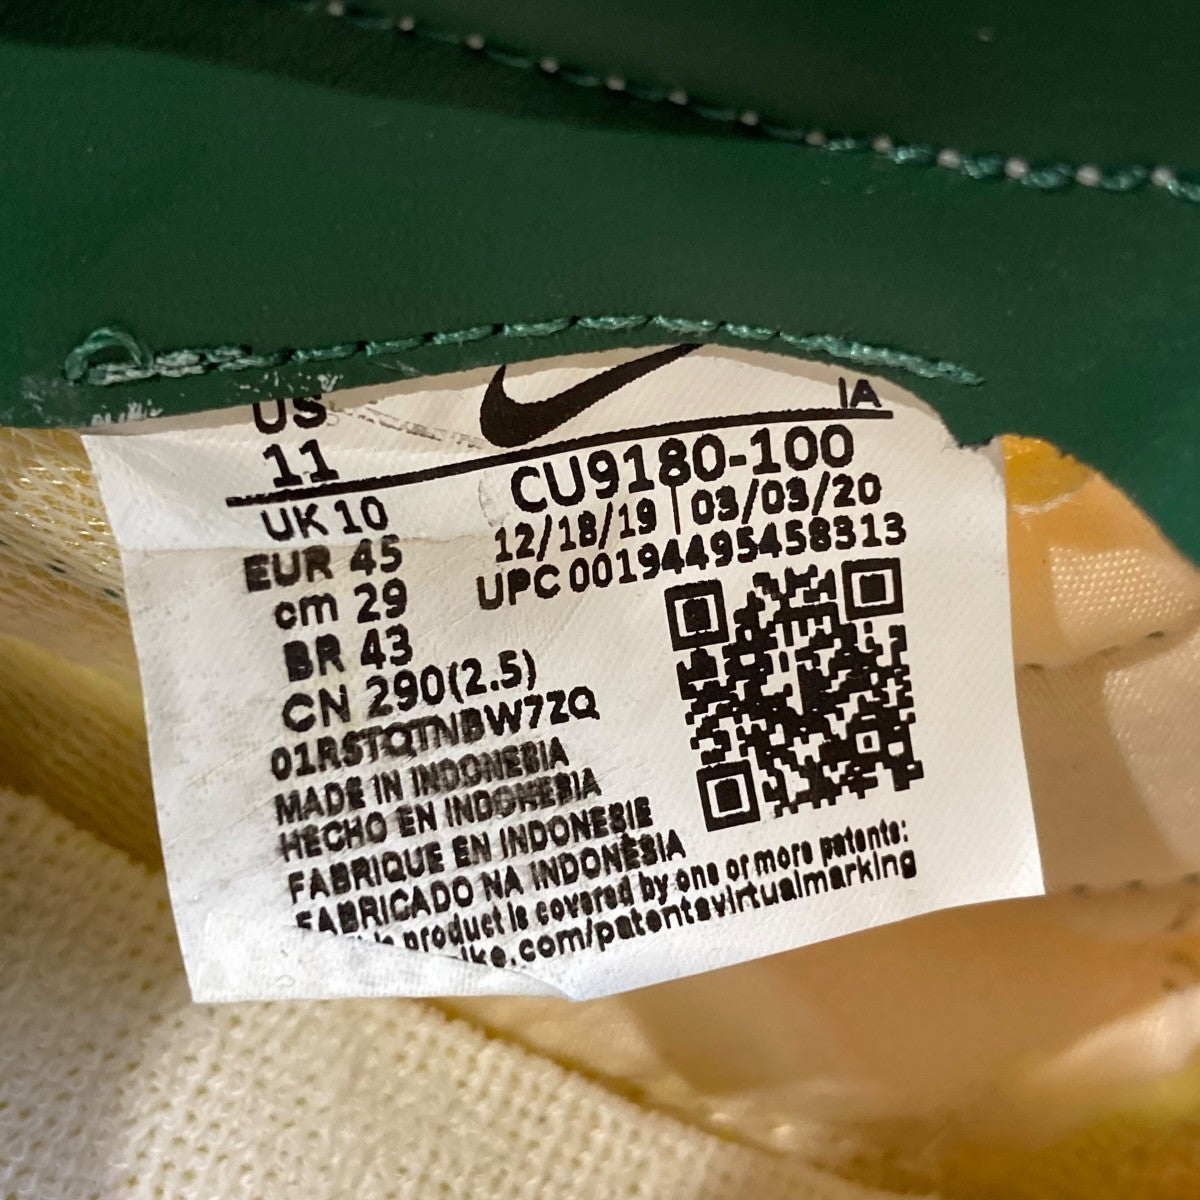 US
11
UK 10
EUR 45
cm 29
BR 43
CN 290(2.5)
01RSTQTNBW7ZQ
MADE IN INDONESIA
HECHO EN INDONESIA
FABRIQUE EN INDONESIE
FABRICADO NA INDONÉSIA
product is covered by one or more patents:
.com/patentsvirtualmarking
IA
CU9180-100
12/18/19 | 03/03/20
UPC 00194495458313